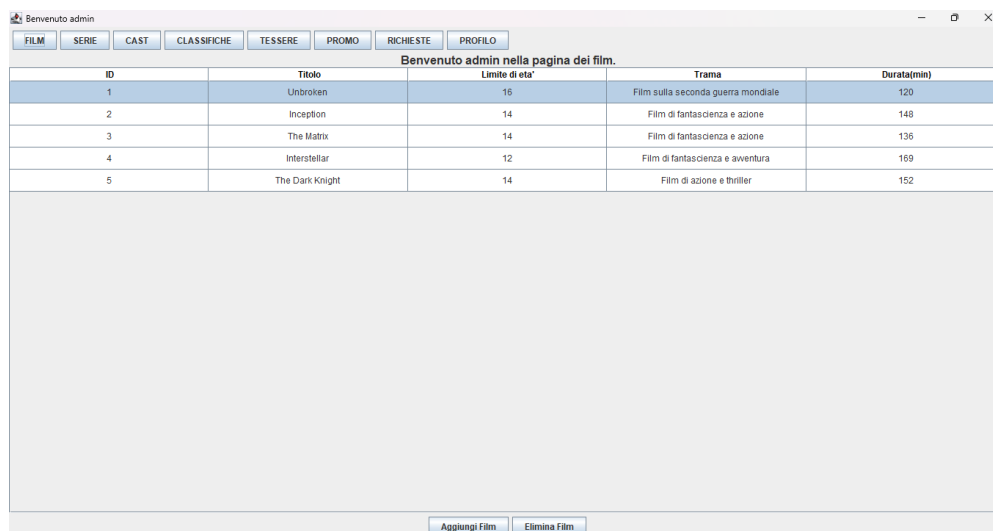 Benvenuto admin
FILM SERIE CAST CLASSIFICHE TESSERE PROMO RICHIESTE PROFILO
Benvenuto admin nella pagina dei film.
ID Titolo Limite di eta' Trama Durata(min)
1 Unbroken 16 Film sulla seconda guerra mondiale 120
2 Inception 14 Film di fantascienza e azione 148
3 The Matrix 14 Film di fantascienza e azione 136
4 Interstellar 12 Film di fantascienza e avventura 169
5 The Dark Knight 14 Film di azione e thriller 152
Aggiungi Film Elimina Film